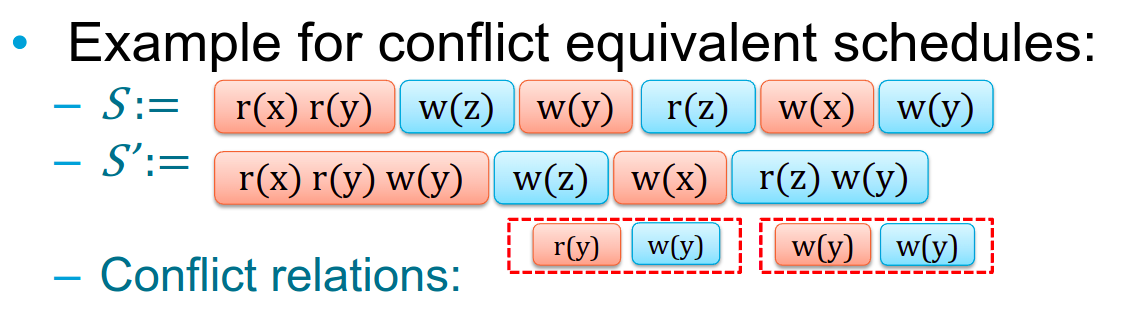 • Example for conflict equivalent schedules:
– S:= r(x) r(y) w(z) w(y) r(z) w(x) w(y)
– S’:= r(x) r(y) w(y) w(z) w(x) r(z) w(y)
– Conflict relations: r(y) w(y) w(y) w(y)